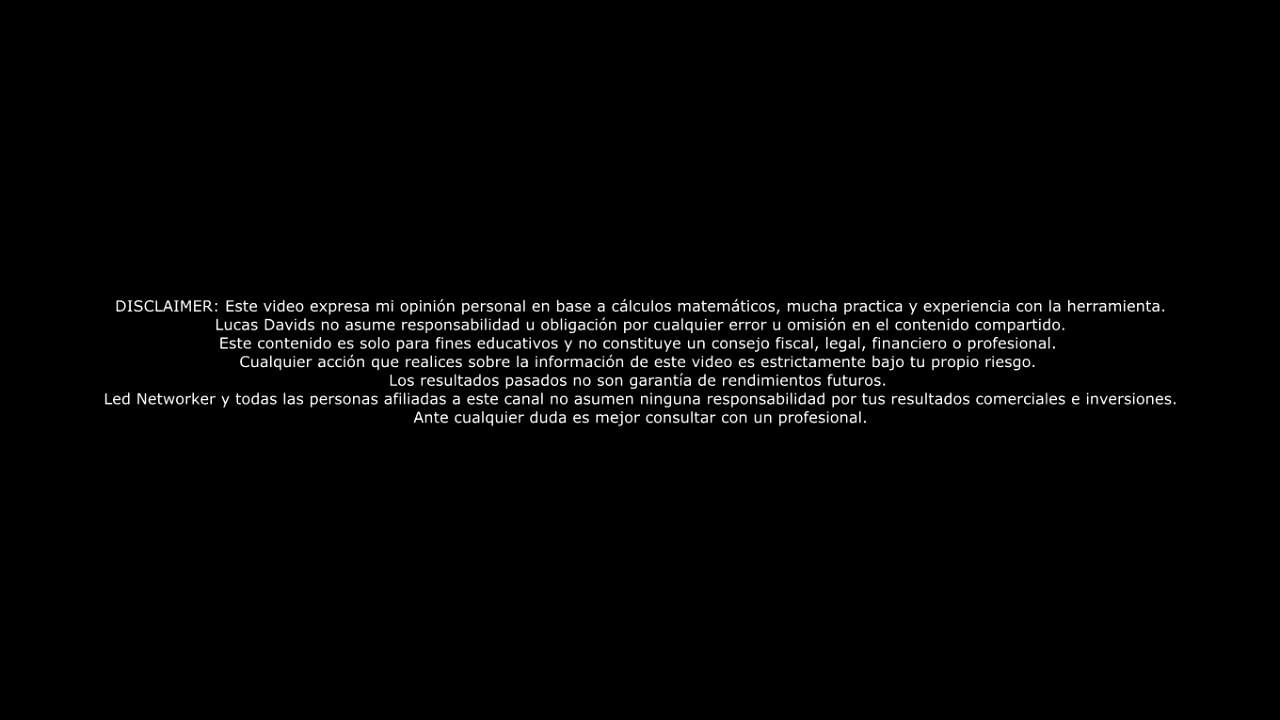 DISCLAIMER: Este video expresa mi opinión personal en base a cálculos matemáticos, mucha practica y experiencia con la herramienta.
Lucas Davids no asume responsabilidad u obligación por cualquier error u omisión en el contenido compartido.
Este contenido es solo para fines educativos y no constituye un consejo fiscal, legal, financiero o profesional.
Cualquier acción que realices sobre la información de este video es estrictamente bajo tu propio riesgo.
Los resultados pasados no son garantía de rendimientos futuros.
Led Networker y todas las personas afiliadas a este canal no asumen ninguna responsabilidad por tus resultados comerciales e inversiones.
Ante cualquier duda es mejor consultar con un profesional.